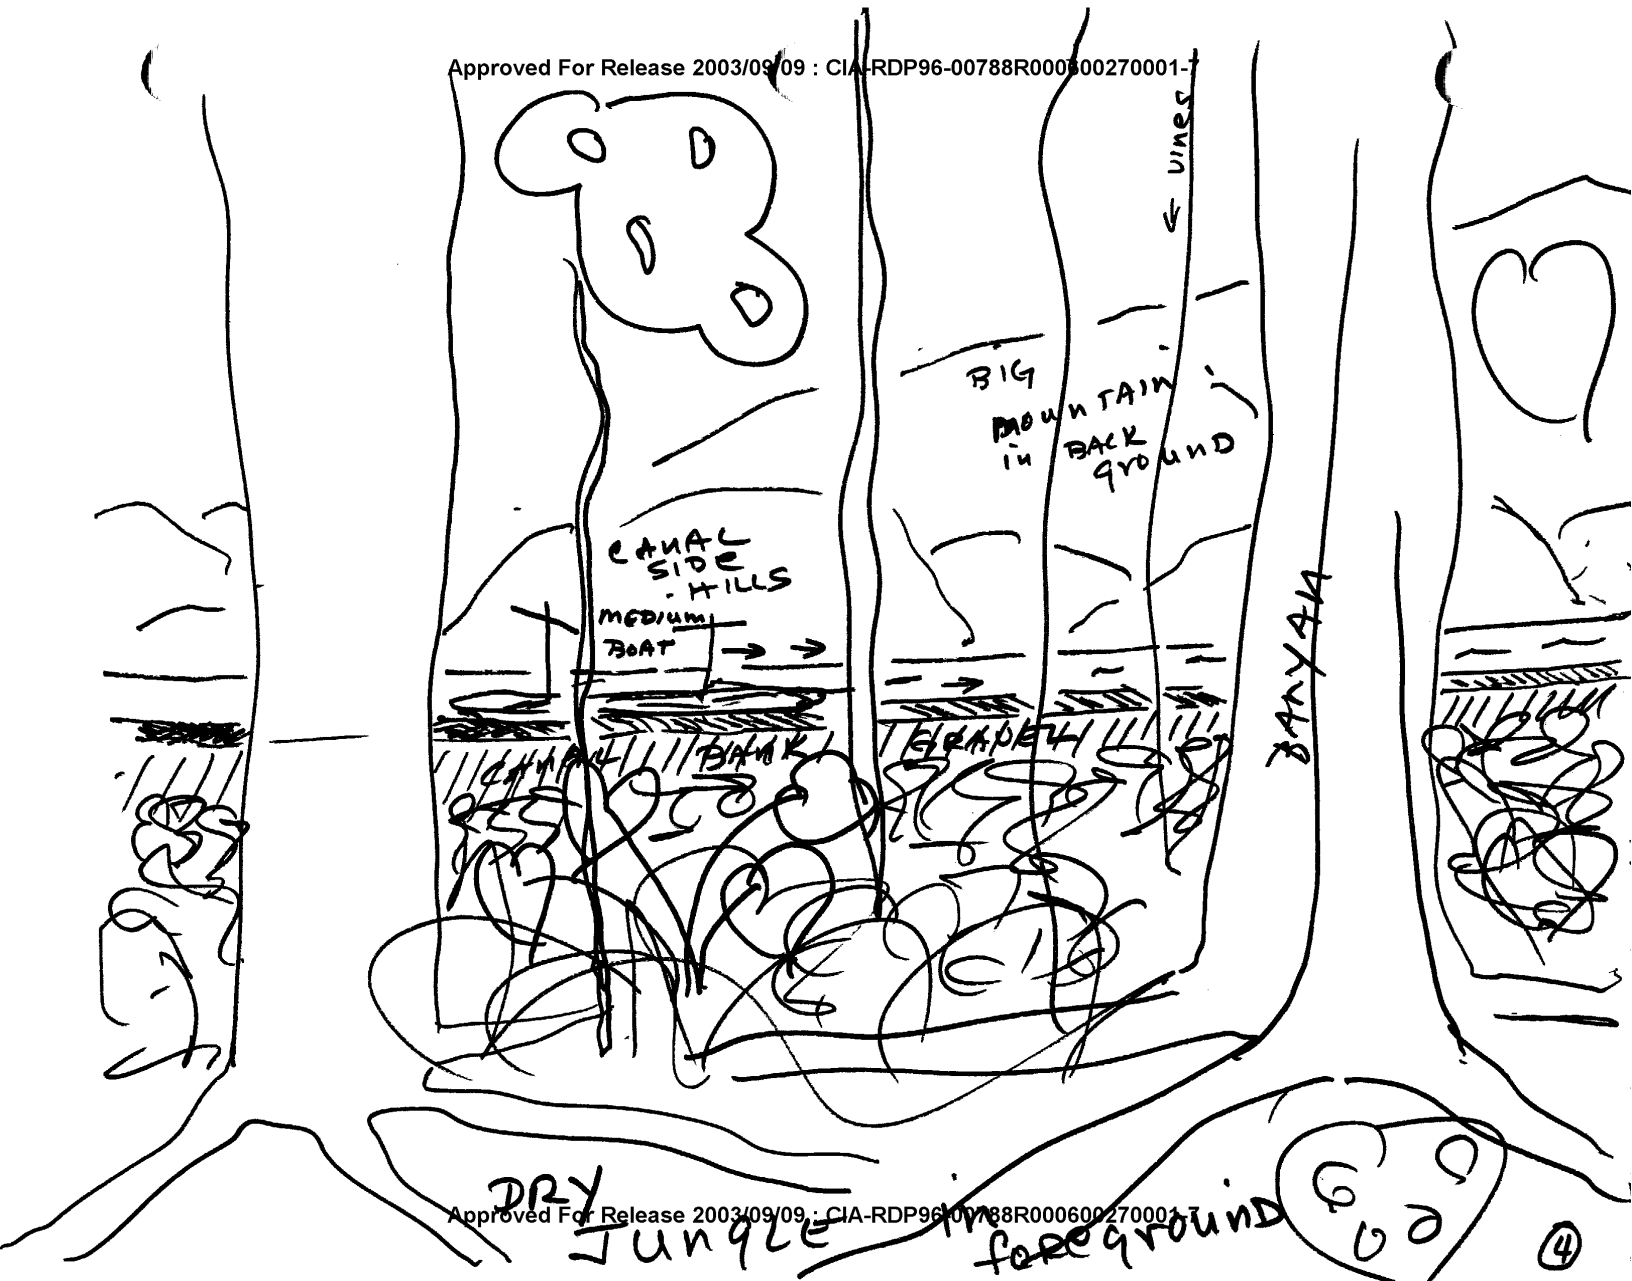 Approved For Release 2003/09/09 : CIA-RDP96-00788R000600270001-7
← vines
BIG
MOUNTAIN
in BACK
GROUND
CANAL
SIDE
HILLS
MEDIUM
BOAT
BANYAN
CANAL BANK GRADEL
DRY
JUNGLE in foreground
Approved For Release 2003/09/09 : CIA-RDP96-00788R000600270001-7
4